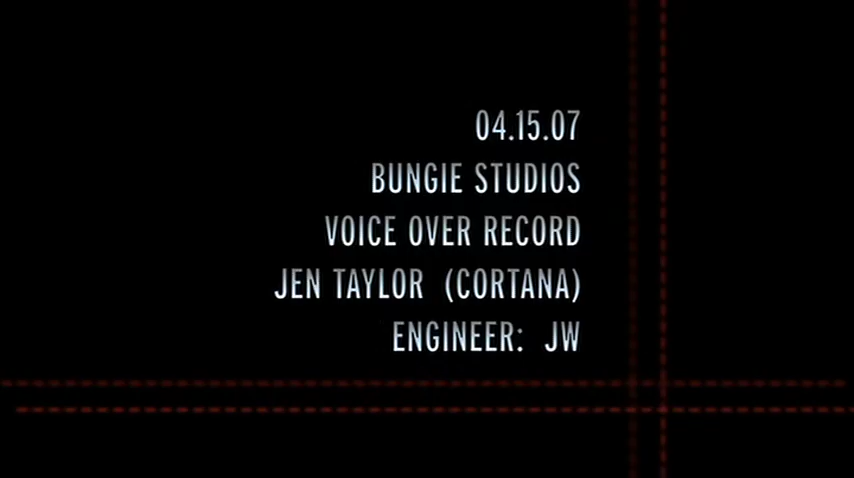 04.15.07
BUNGIE STUDIOS
VOICE OVER RECORD
JEN TAYLOR (CORTANA)
ENGINEER: JW